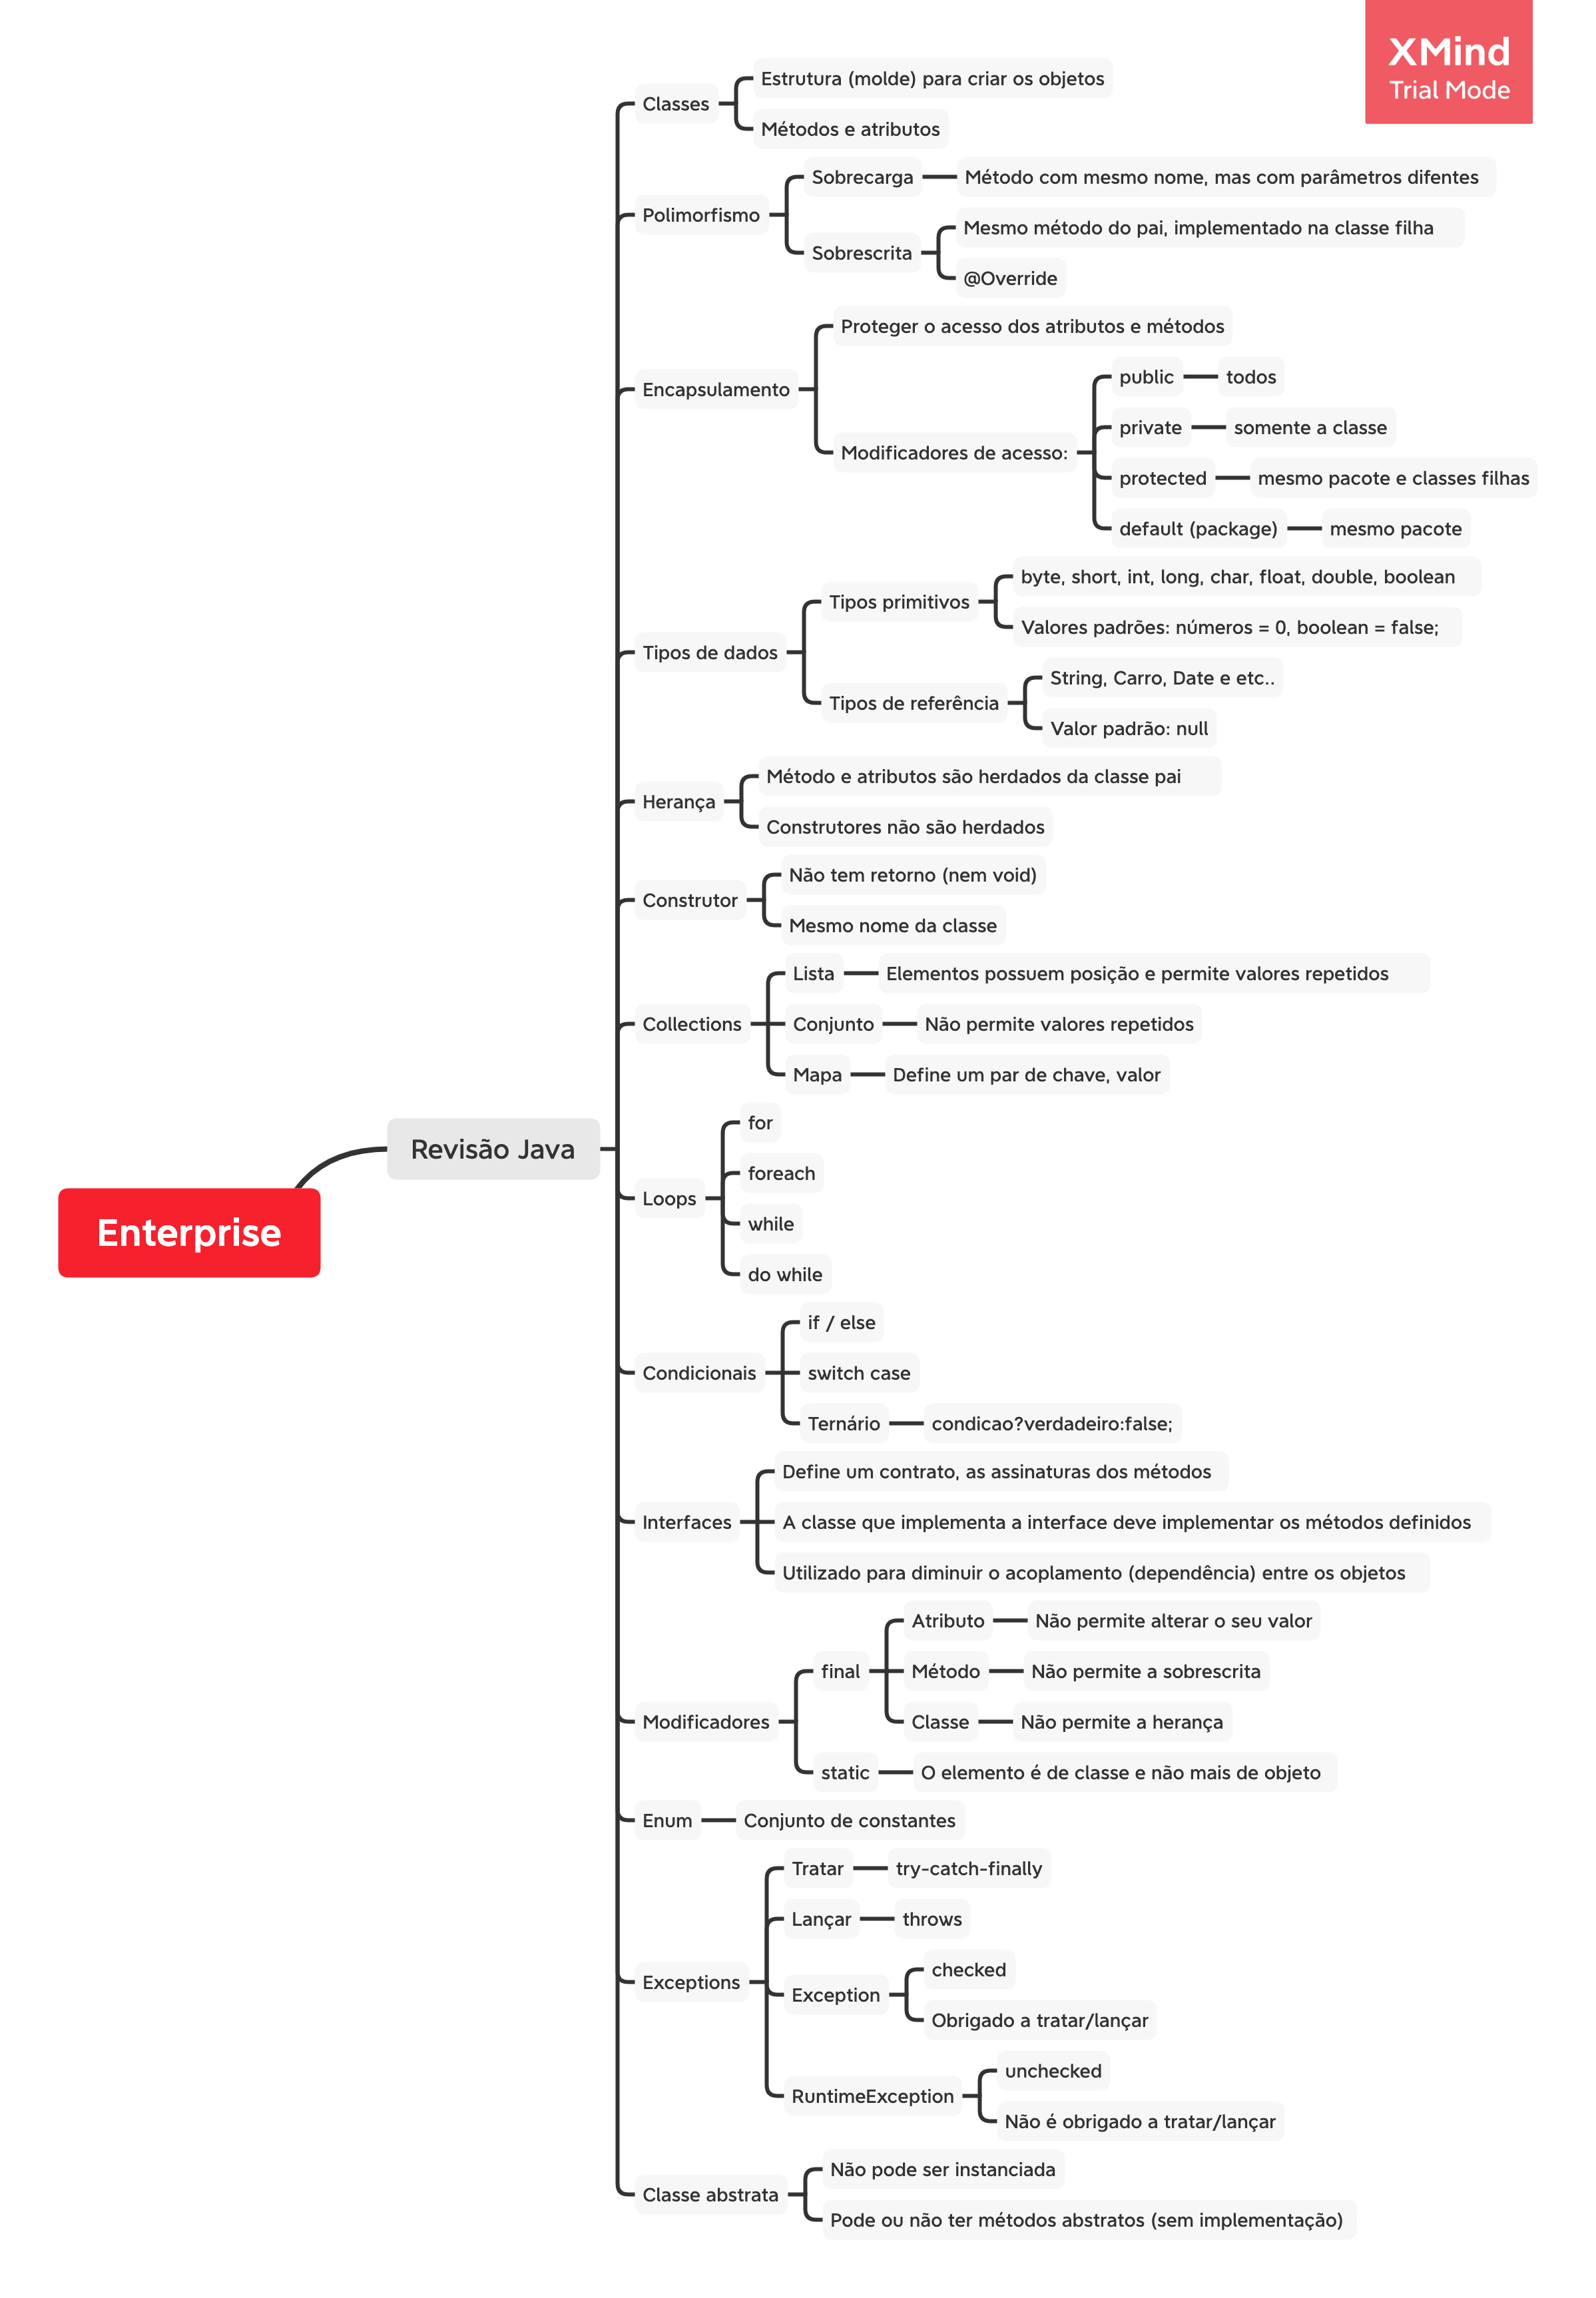 XMind
Trial Mode
Classes
Estrutura (molde) para criar os objetos
Métodos e atributos
Polimorfismo
Sobrecarga
Método com mesmo nome, mas com parâmetros difentes
Sobrescrita
Mesmo método do pai, implementado na classe filha
@Override
Encapsulamento
Proteger o acesso dos atributos e métodos
Modificadores de acesso:
public
todos
private
somente a classe
protected
mesmo pacote e classes filhas
default (package)
mesmo pacote
Tipos de dados
Tipos primitivos
byte, short, int, long, char, float, double, boolean
Valores padrões: números = 0, boolean = false;
Tipos de referência
String, Carro, Date e etc..
Valor padrão: null
Herança
Método e atributos são herdados da classe pai
Construtores não são herdados
Construtor
Não tem retorno (nem void)
Mesmo nome da classe
Collections
Lista
Elementos possuem posição e permite valores repetidos
Conjunto
Não permite valores repetidos
Mapa
Define um par de chave, valor
Revisão Java
Enterprise
Loops
for
foreach
while
do while
Condicionais
if / else
switch case
Ternário
condicao?verdadeiro:false;
Interfaces
Define um contrato, as assinaturas dos métodos
A classe que implementa a interface deve implementar os métodos definidos
Utilizado para diminuir o acoplamento (dependência) entre os objetos
Modificadores
final
Atributo
Não permite alterar o seu valor
Método
Não permite a sobrescrita
Classe
Não permite a herança
static
O elemento é de classe e não mais de objeto
Enum
Conjunto de constantes
Exceptions
Tratar
try-catch-finally
Lançar
throws
Exception
checked
Obrigado a tratar/lançar
RuntimeException
unchecked
Não é obrigado a tratar/lançar
Classe abstrata
Não pode ser instanciada
Pode ou não ter métodos abstratos (sem implementação)